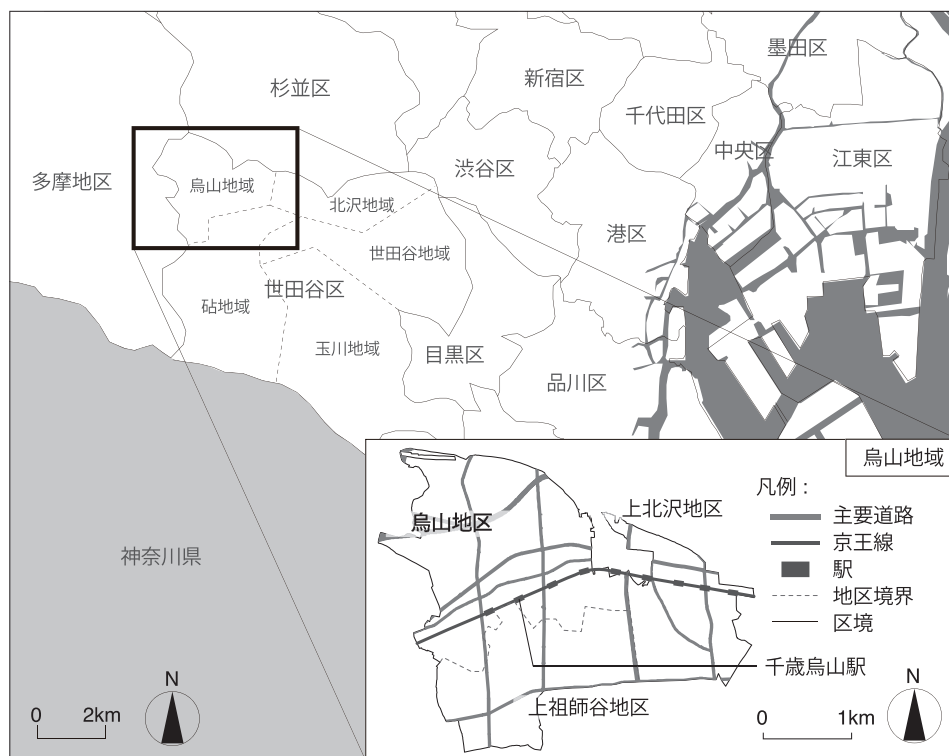 墨田区
新宿区
杉並区
千代田区
中央区
江東区
渋谷区
多摩地区
烏山地域
北沢地域
港区
世田谷地域
世田谷区
砧地域
玉川地域
目黒区
品川区
神奈川県
N
0 2km
烏山地域
凡例：
主要道路
京王線
駅
地区境界
区境
上北沢地区
烏山地区
千歳烏山駅
上祖師谷地区
N
0 1km